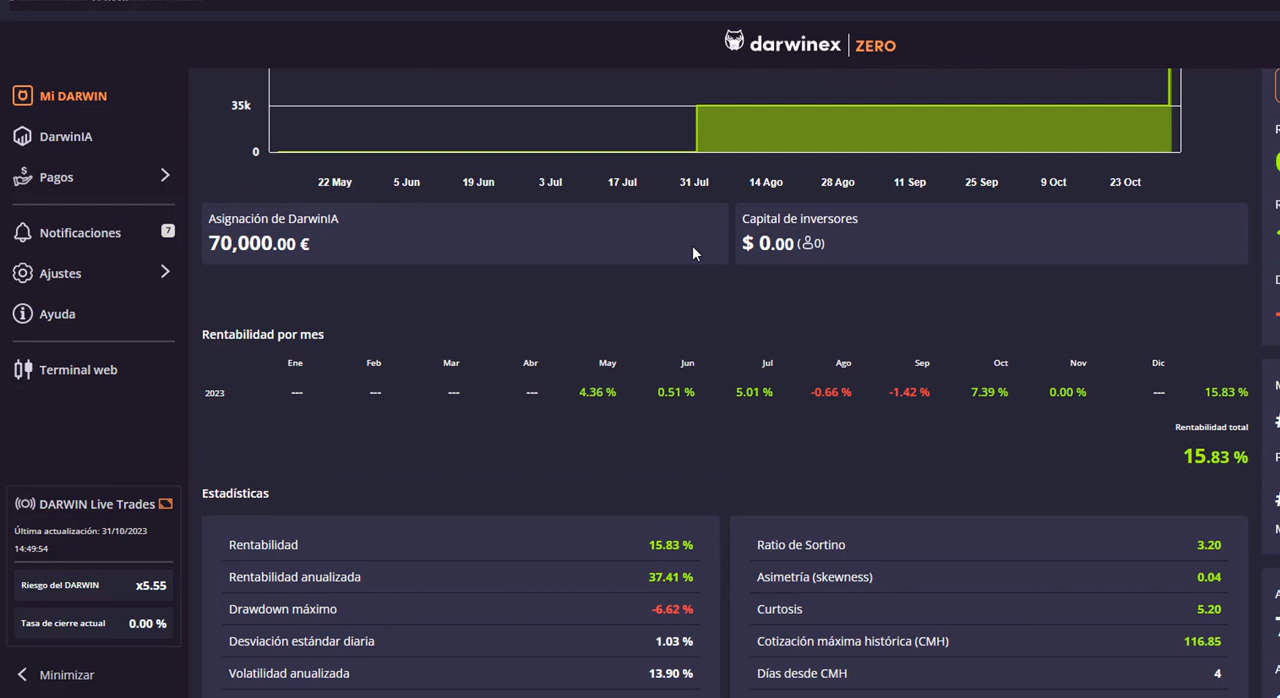 darwinex | ZERO
Mi DARWIN
DarwinIA
Pagos
Notificaciones 7
Ajustes
Ayuda
Terminal web
(O) DARWIN Live Trades
Última actualización: 31/10/2023
14:49:54
Riesgo del DARWIN x5.55
Tasa de cierre actual 0.00 %
Minimizar
35k
0
22 May 5 Jun 19 Jun 3 Jul 17 Jul 31 Jul 14 Ago 28 Ago 11 Sep 25 Sep 9 Oct 23 Oct
Asignación de DarwinIA
70,000.00 €
Capital de inversores
$ 0.00 (0)
Rentabilidad por mes
Ene Feb Mar Abr May Jun Jul Ago Sep Oct Nov Dic
2023 --- --- --- --- 4.36 % 0.51 % 5.01 % -0.66 % -1.42 % 7.39 % 0.00 % --- 15.83 %
Rentabilidad total
15.83 %
Estadísticas
Rentabilidad 15.83 %
Rentabilidad anualizada 37.41 %
Drawdown máximo -6.62 %
Desviación estándar diaria 1.03 %
Volatilidad anualizada 13.90 %
Ratio de Sortino 3.20
Asimetría (skewness) 0.04
Curtosis 5.20
Cotización máxima histórica (CMH) 116.85
Días desde CMH 4